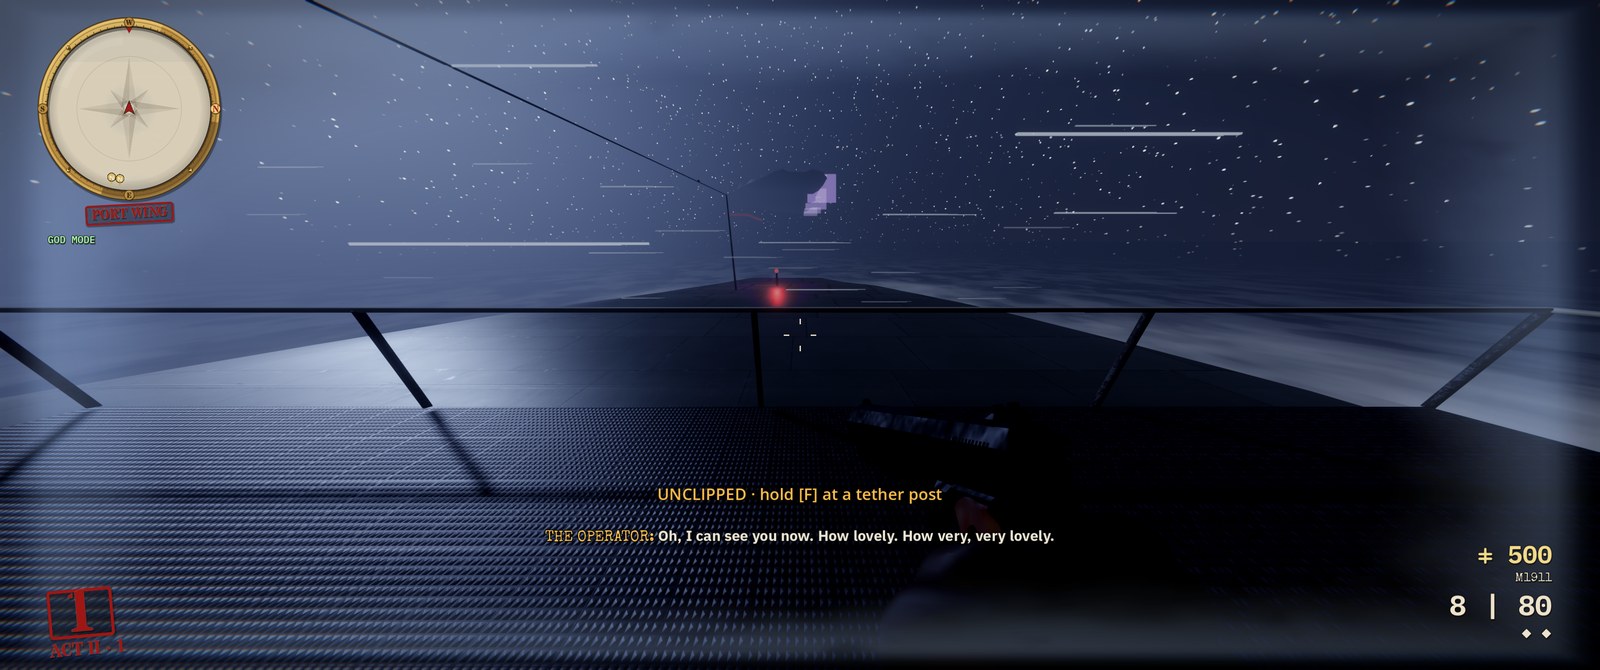 W
S
N
E
PORT WING
GOD MODE
UNCLIPPED · hold [F] at a tether post
THE OPERATOR: Oh, I can see you now. How lovely. How very, very lovely.
ǂ 500
M1911
8 | 80
I
ACT II · I